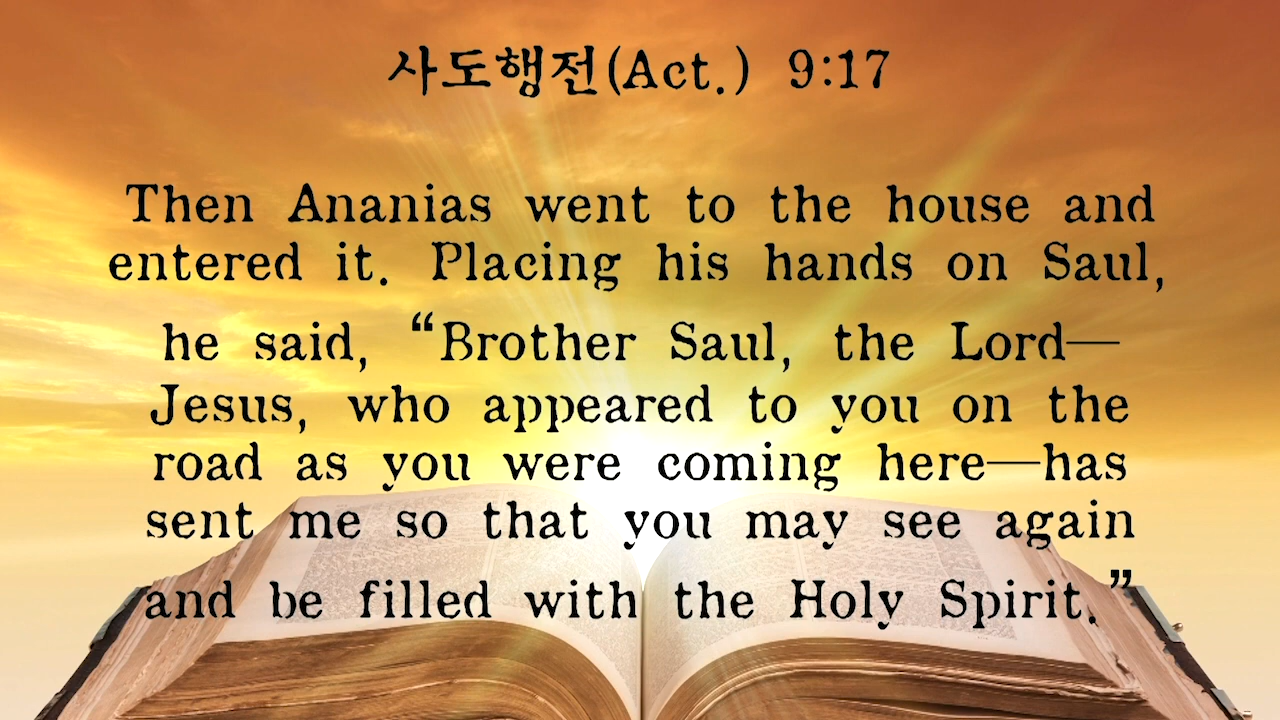 사도행전(Act.) 9:17
Then Ananias went to the house and
entered it. Placing his hands on Saul,
he said, “Brother Saul, the Lord—
Jesus, who appeared to you on the
road as you were coming here—has
sent me so that you may see again
and be filled with the Holy Spirit.”